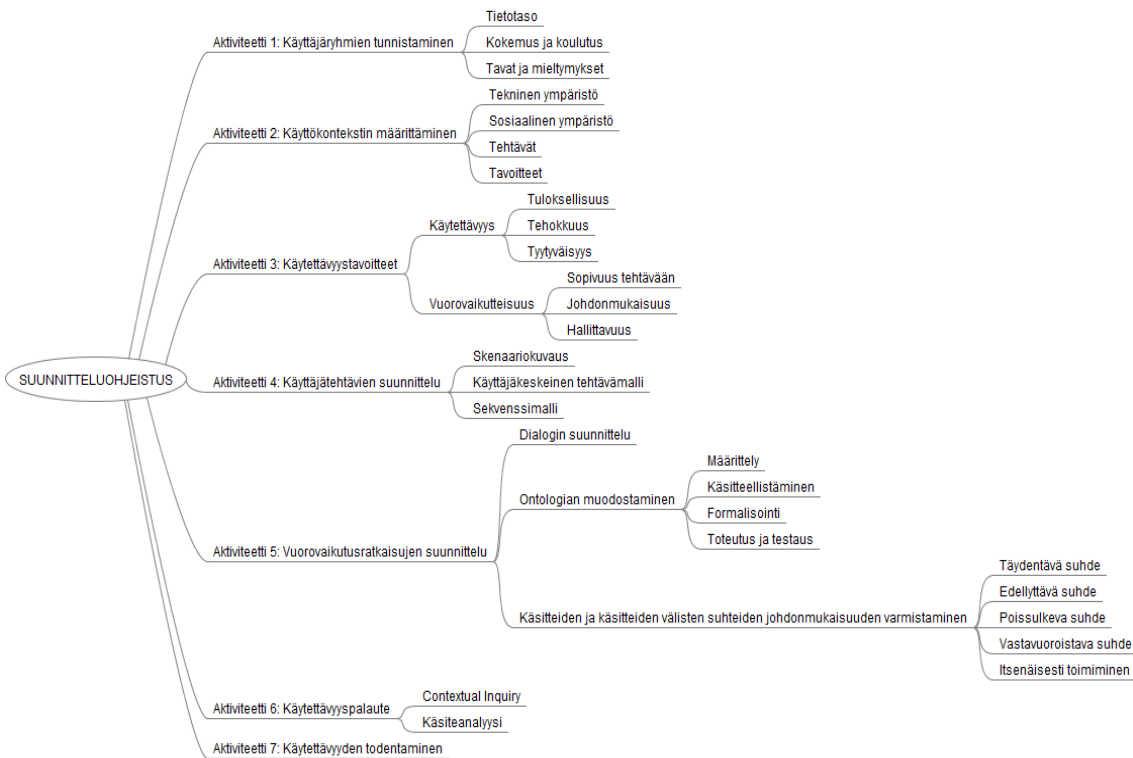 SUUNNITTELUOHJEISTUS
Aktiviteetti 1: Käyttäjäryhmien tunnistaminen
Tietotaso
Kokemus ja koulutus
Tavat ja mieltymykset
Aktiviteetti 2: Käyttökontekstin määrittäminen
Tekninen ympäristö
Sosiaalinen ympäristö
Tehtävät
Tavoitteet
Aktiviteetti 3: Käytettävyystavoitteet
Käytettävyys
Tuloksellisuus
Tehokkuus
Tyytyväisyys
Vuorovaikutteisuus
Sopivuus tehtävään
Johdonmukaisuus
Hallittavuus
Aktiviteetti 4: Käyttäjätehtävien suunnittelu
Skenaariokuvaus
Käyttäjäkeskeinen tehtävämalli
Sekvenssimalli
Aktiviteetti 5: Vuorovaikutusratkaisujen suunnittelu
Dialogin suunnittelu
Ontologian muodostaminen
Määrittely
Käsitteellistäminen
Formalisointi
Toteutus ja testaus
Käsitteiden ja käsitteiden välisten suhteiden johdonmukaisuuden varmistaminen
Täydentävä suhde
Edellyttävä suhde
Poissulkeva suhde
Vastavuoroistava suhde
Itsenäisesti toimiminen
Aktiviteetti 6: Käytettävyyspalaute
Contextual Inquiry
Käsiteanalyysi
Aktiviteetti 7: Käytettävyyden todentaminen